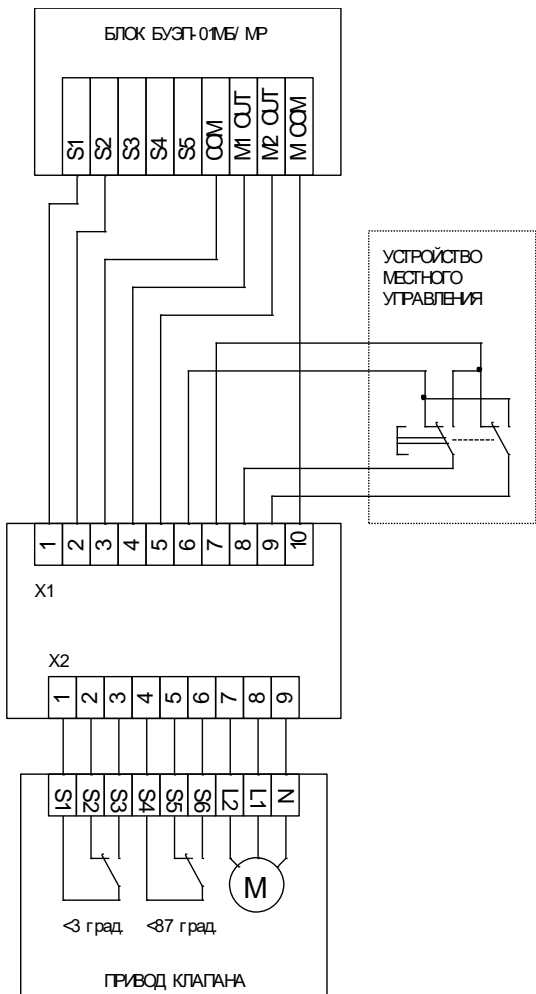 БЛОК БУЭП-01МБ/ МР
S1 S2 S3 S4 S5 COM M1 OUT M2 OUT M COM
УСТРОЙСТВО
МЕСТНОГО
УПРАВЛЕНИЯ
1 2 3 4 5 6 7 8 9 10
X1
X2
1 2 3 4 5 6 7 8 9
S1 S2 S3 S4 S5 S6 L2 L1 N
M
<3 град. <87 град.
ПРИВОД КЛАПАНА